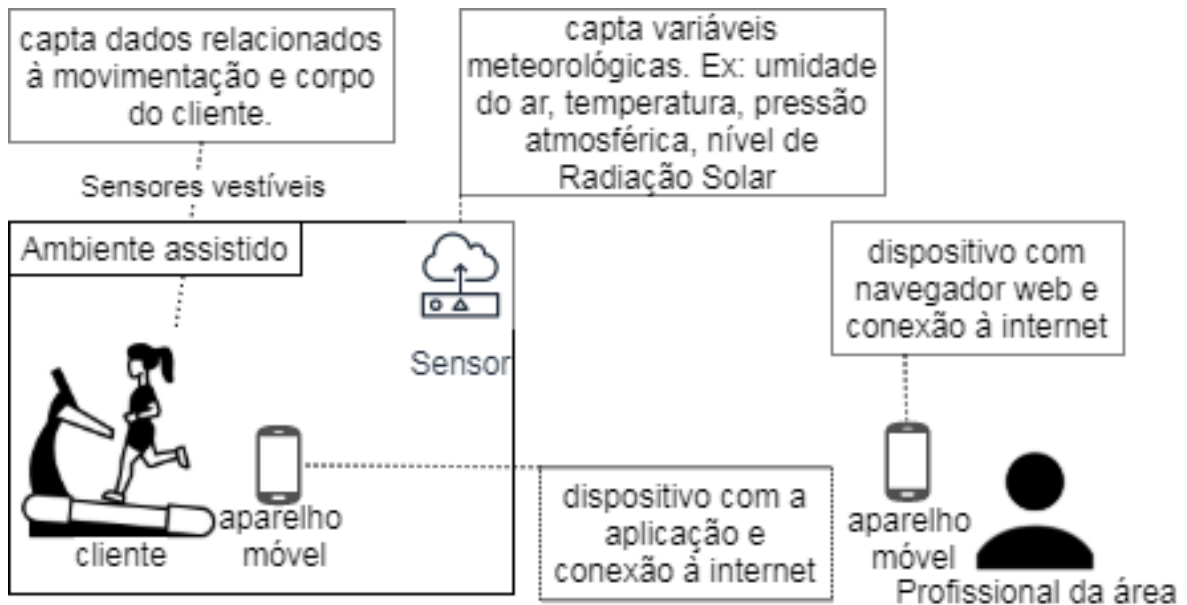 capta dados relacionados
à movimentação e corpo
do cliente.
capta variáveis
meteorológicas. Ex: umidade
do ar, temperatura, pressão
atmosférica, nível de
Radiação Solar
Sensores vestíveis
Ambiente assistido
Sensor
dispositivo com
navegador web e
conexão à internet
cliente
aparelho
móvel
dispositivo com a
aplicação e
conexão à internet
aparelho
móvel
Profissional da área